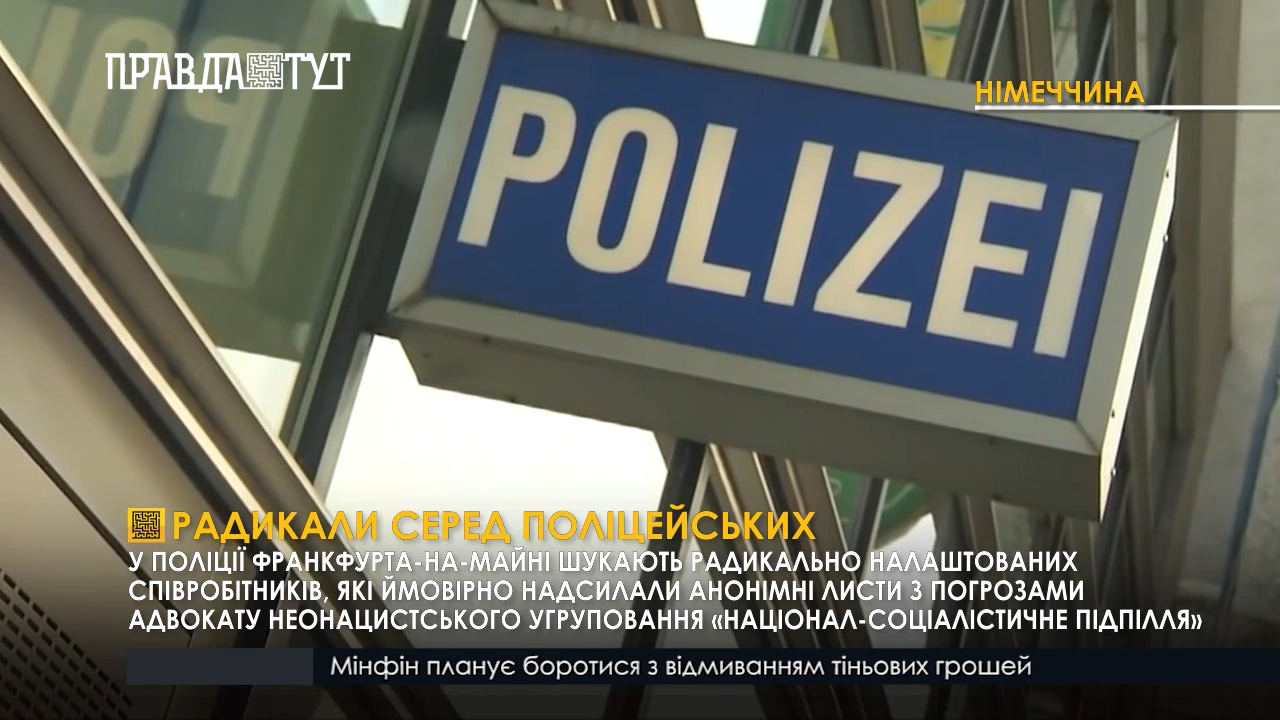 ПРАВДА ТУТ
НІМЕЧЧИНА
POLIZEI
РАДИКАЛИ СЕРЕД ПОЛІЦЕЙСЬКИХ
У ПОЛІЦІЇ ФРАНКФУРТА-НА-МАЙНІ ШУКАЮТЬ РАДИКАЛЬНО НАЛАШТОВАНИХ
СПІВРОБІТНИКІВ, ЯКІ ЙМОВІРНО НАДСИЛАЛИ АНОНІМНІ ЛИСТИ З ПОГРОЗАМИ
АДВОКАТУ НЕОНАЦИСТСЬКОГО УГРУПОВАННЯ «НАЦІОНАЛ-СОЦІАЛІСТИЧНЕ ПІДПІЛЛЯ»
Мінфін планує боротися з відмиванням тіньових грошей